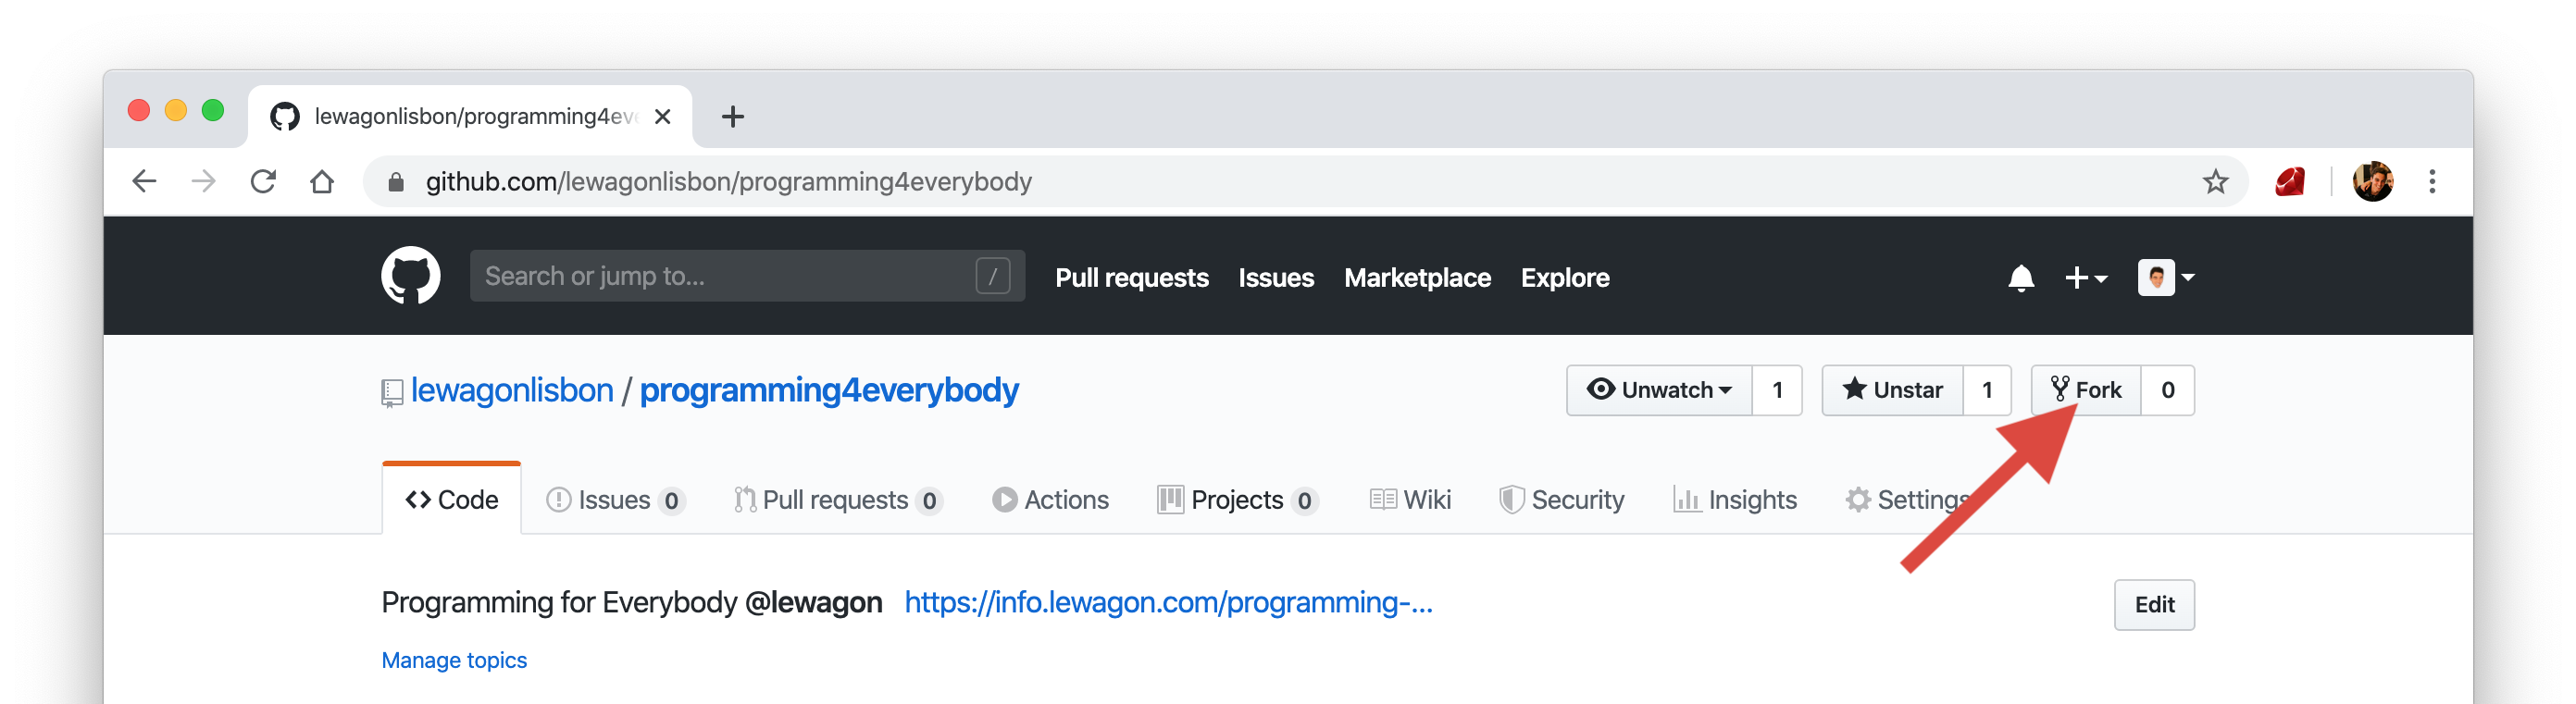 lewagonlisbon/programming4eve
github.com/lewagonlisbon/programming4everybody
Search or jump to... / Pull requests Issues Marketplace Explore
lewagonlisbon / programming4everybody Unwatch 1 Unstar 1 Fork 0
Code Issues 0 Pull requests 0 Actions Projects 0 Wiki Security Insights Settings
Programming for Everybody @lewagon https://info.lewagon.com/programming-...
Edit
Manage topics